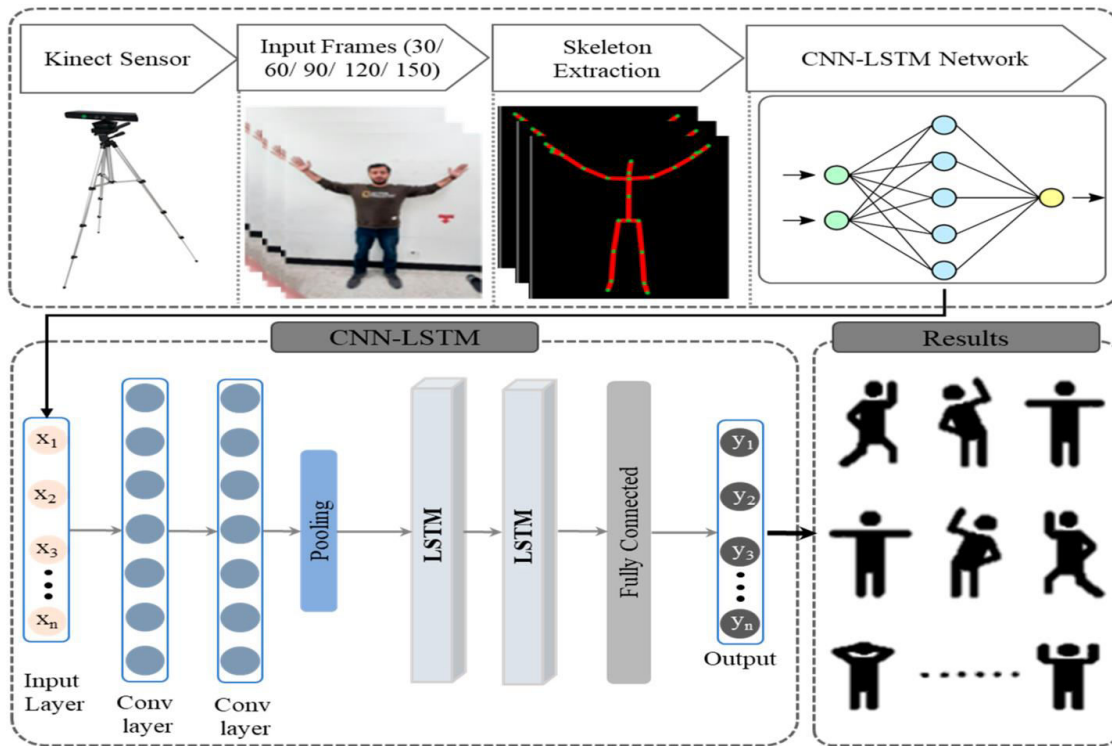 Kinect Sensor
Input Frames (30/
60/ 90/ 120/ 150)
Skeleton
Extraction
CNN-LSTM Network
CNN-LSTM
Results
x₁
x₂
x₃
xₙ
Input
Layer
Conv
layer
Conv
layer
Pooling
LSTM
LSTM
Fully Connected
y₁
y₂
y₃
yₙ
Output